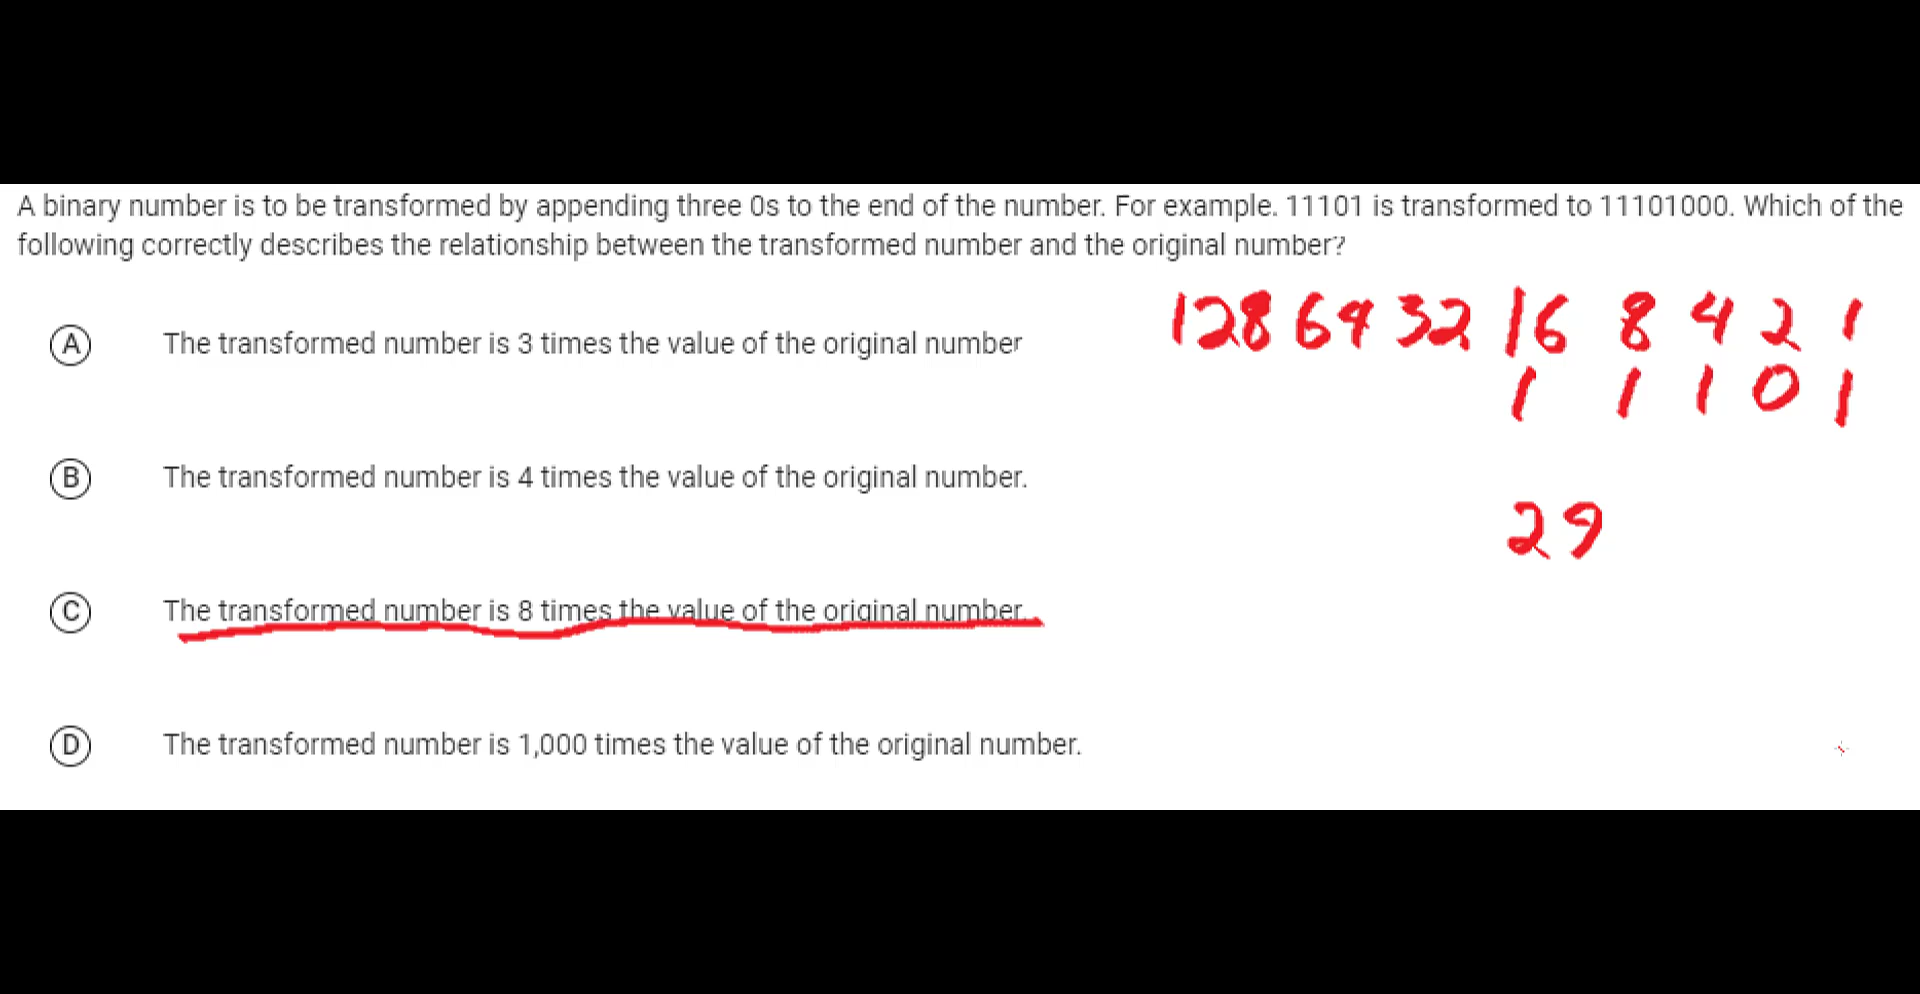 A binary number is to be transformed by appending three 0s to the end of the number. For example. 11101 is transformed to 11101000. Which of the
following correctly describes the relationship between the transformed number and the original number?
128 64 32 16 8 4 2 1
A The transformed number is 3 times the value of the original number
1 1 1 0 1
B The transformed number is 4 times the value of the original number.
29
C The transformed number is 8 times the value of the original number.
D The transformed number is 1,000 times the value of the original number.